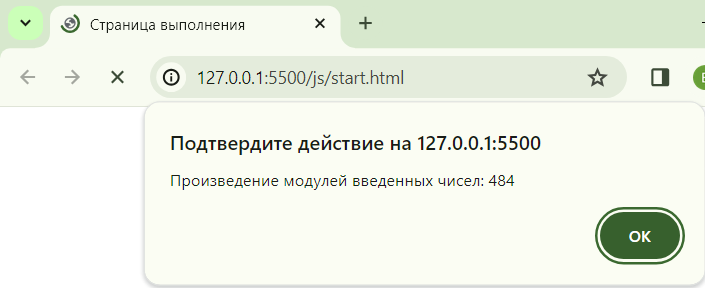 Страница выполнения
127.0.0.1:5500/js/start.html
Подтвердите действие на 127.0.0.1:5500
Произведение модулей введенных чисел: 484
ОК